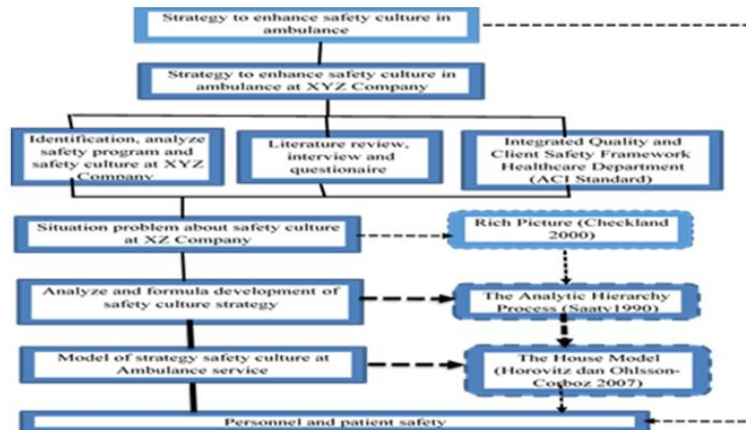 Strategy to enhance safety culture in
ambulance
Strategy to enhance safety culture in
ambulance at XYZ Company
Identification, analyze
safety program and
safety culture at XYZ
Company
Literature review,
interview and
questionaire
Integrated Quality and
Client Safety Framework
Healthcare Department
(ACI Standard)
Situation problem about safety culture
at XZ Company
Rich Picture (Checkland
2000)
Analyze and formula development of
safety culture strategy
The Analytic Hierarchy
Process (Saaty1990)
Model of strategy safety culture at
Ambulance service
The House Model
(Horovitz dan Ohlsson-
Corboz 2007)
Personnel and patient safety